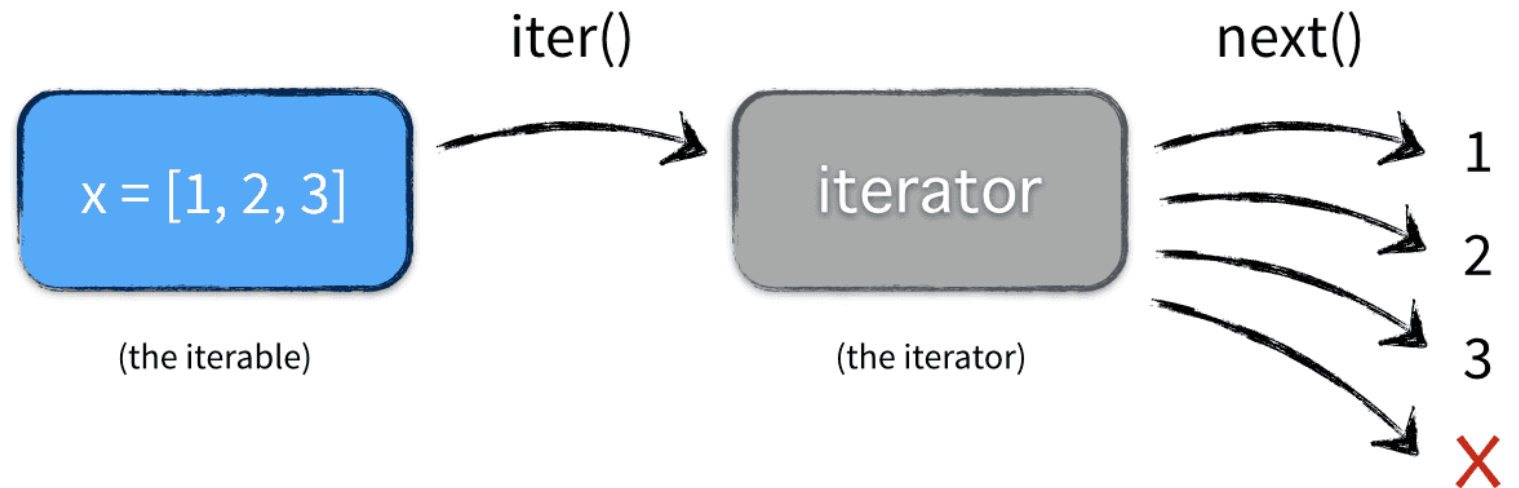 iter()
next()
x = [1, 2, 3]
iterator
1
2
3
X
(the iterable)
(the iterator)